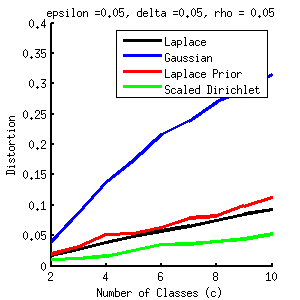 epsilon =0.05, delta =0.05, rho = 0.05
0.4
0.35
0.3
0.25
0.2
0.15
0.1
0.05
0
Distortion
Laplace
Gaussian
Laplace Prior
Scaled Dirichlet
2 4 6 8 10
Number of Classes (c)